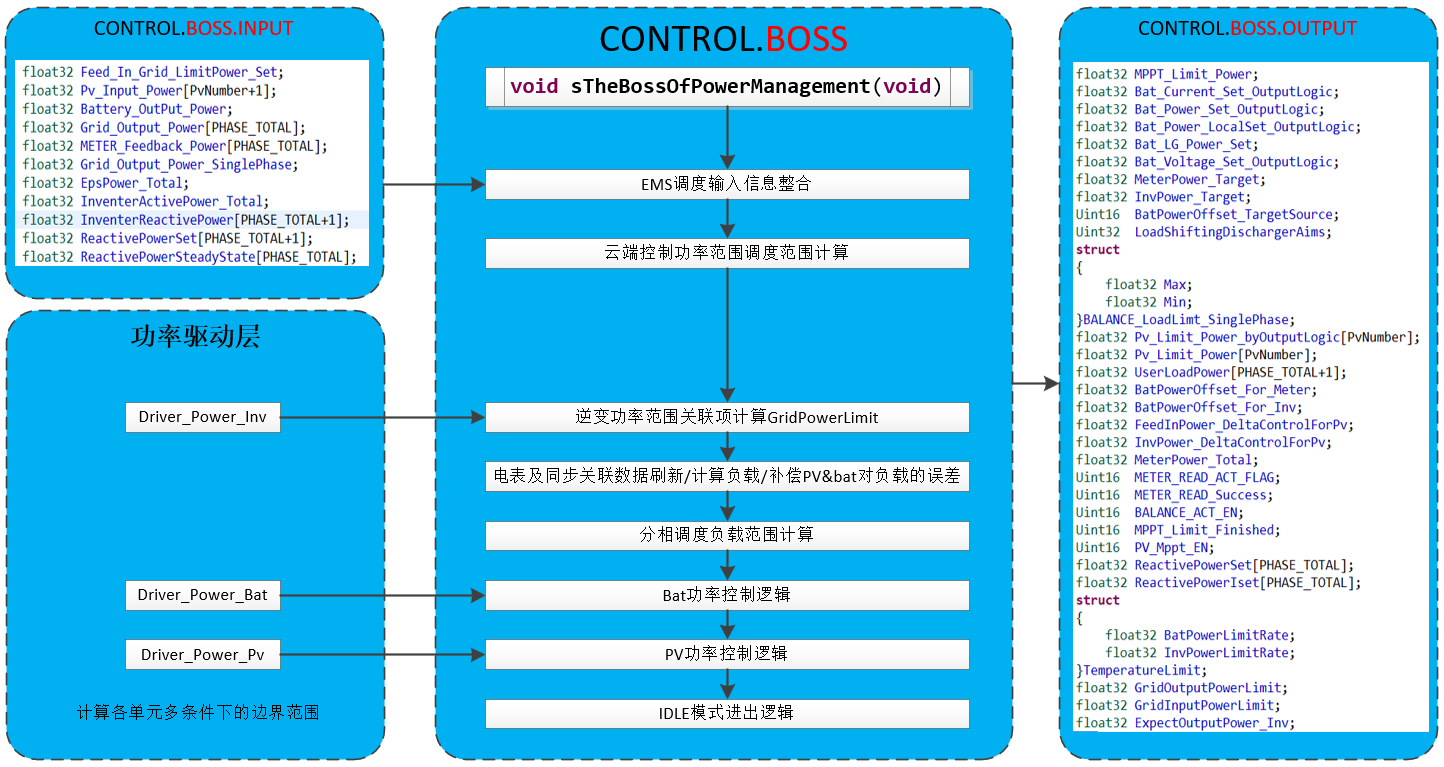 CONTROL.BOSS.INPUT
float32 Feed_In_Grid_LimitPower_Set;
float32 Pv_Input_Power[PvNumber+1];
float32 Battery_OutPut_Power;
float32 Grid_Output_Power[PHASE_TOTAL];
float32 METER_Feedback_Power[PHASE_TOTAL];
float32 Grid_Output_Power_SinglePhase;
float32 EpsPower_Total;
float32 InventerActivePower_Total;
float32 InventerReactivePower[PHASE_TOTAL+1];
float32 ReactivePowerSet[PHASE_TOTAL+1];
float32 ReactivePowerSteadyState[PHASE_TOTAL];
功率驱动层
Driver_Power_Inv
Driver_Power_Bat
Driver_Power_Pv
计算各单元多条件下的边界范围
CONTROL.BOSS
void sTheBossOfPowerManagement(void)
EMS调度输入信息整合
云端控制功率范围调度范围计算
逆变功率范围关联项计算GridPowerLimit
电表及同步关联数据刷新/计算负载/补偿PV&bat对负载的误差
分相调度负载范围计算
Bat功率控制逻辑
PV功率控制逻辑
IDLE模式进出逻辑
CONTROL.BOSS.OUTPUT
float32 MPPT_Limit_Power;
float32 Bat_Current_Set_OutputLogic;
float32 Bat_Power_Set_OutputLogic;
float32 Bat_Power_LocalSet_OutputLogic;
float32 Bat_LG_Power_Set;
float32 Bat_Voltage_Set_OutputLogic;
float32 MeterPower_Target;
float32 InvPower_Target;
Uint16 BatPowerOffset_TargetSource;
Uint32 LoadShiftingDischargerAims;
struct
{
float32 Max;
float32 Min;
}BALANCE_LoadLimt_SinglePhase;
float32 Pv_Limit_Power_byOutputLogic[PvNumber];
float32 Pv_Limit_Power[PvNumber];
float32 UserLoadPower[PHASE_TOTAL+1];
float32 BatPowerOffset_For_Meter;
float32 BatPowerOffset_For_Inv;
float32 FeedInPower_DeltaControlForPv;
float32 InvPower_DeltaControlForPv;
float32 MeterPower_Total;
Uint16 METER_READ_ACT_FLAG;
Uint16 METER_READ_Success;
Uint16 BALANCE_ACT_EN;
Uint16 MPPT_Limit_Finished;
Uint16 PV_Mppt_EN;
float32 ReactivePowerSet[PHASE_TOTAL];
float32 ReactivePowerIset[PHASE_TOTAL];
struct
{
float32 BatPowerLimitRate;
float32 InvPowerLimitRate;
}TemperatureLimit;
float32 GridOutputPowerLimit;
float32 GridInputPowerLimit;
float32 ExpectOutputPower_Inv;